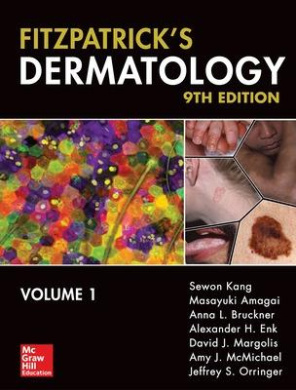 FITZPATRICK'S
DERMATOLOGY
9TH EDITION
VOLUME 1
Sewon Kang
Masayuki Amagai
Anna L. Bruckner
Alexander H. Enk
David J. Margolis
Amy J. McMichael
Jeffrey S. Orringer
Mc
Graw
Hill
Education